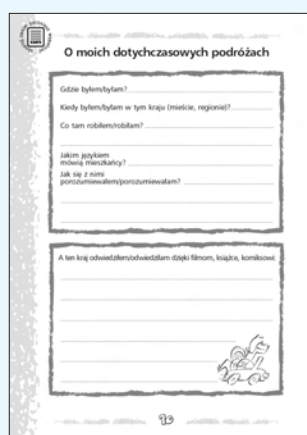 O moich dotychczasowych podróżach
Gdzie byłem/byłam?
Kiedy byłem/byłam w tym kraju (mieście, regionie)?
Co tam robiłem/robiłam?
Jakim językiem
mówią mieszkańcy?
Jak się z nimi
porozumiewałem/porozumiewałam?
A ten kraj odwiedziłem/odwiedziłam dzięki filmom, książce, komiksowi: